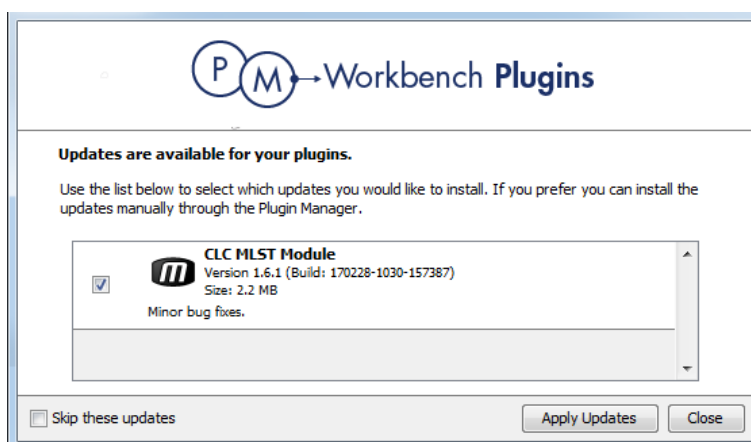 PM Workbench Plugins
Updates are available for your plugins.
Use the list below to select which updates you would like to install. If you prefer you can install the
updates manually through the Plugin Manager.
CLC MLST Module
Version 1.6.1 (Build: 170228-1030-157387)
Size: 2.2 MB
Minor bug fixes.
Skip these updates
Apply Updates
Close